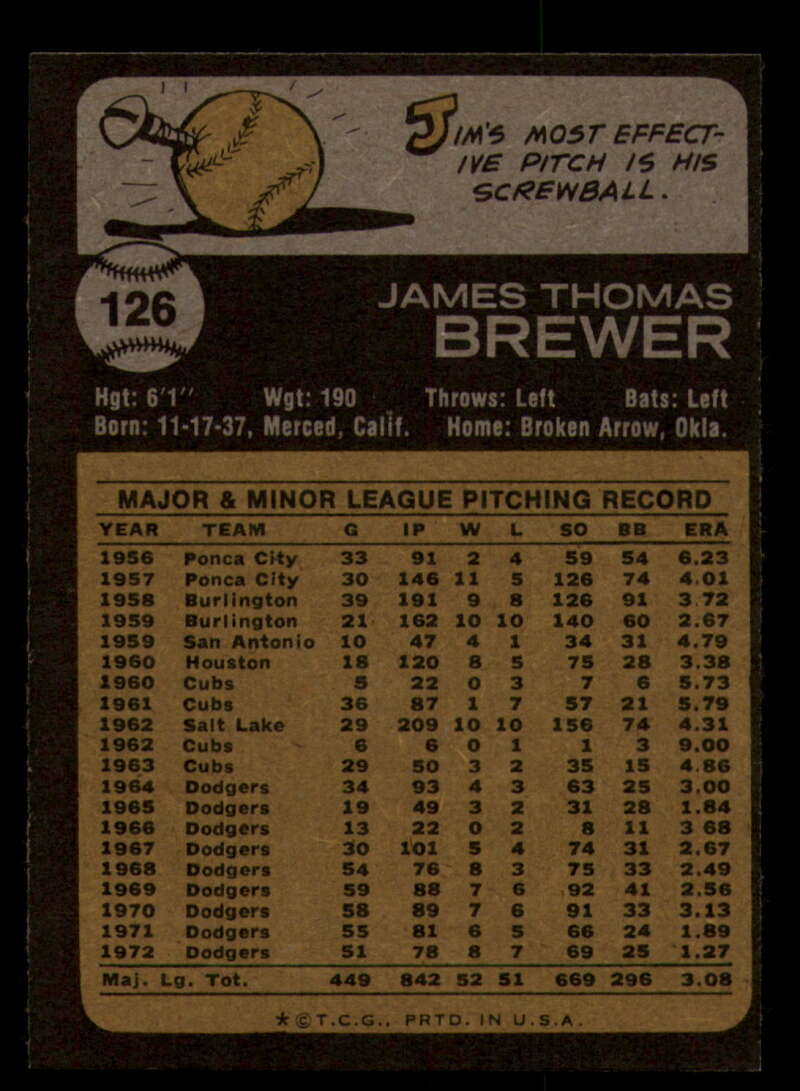 JIM'S MOST EFFECT-
IVE PITCH IS HIS
SCREWBALL.
126
JAMES THOMAS
BREWER
Hgt: 6'1" Wgt: 190 Throws: Left Bats: Left
Born: 11-17-37, Merced, Calif. Home: Broken Arrow, Okla.
MAJOR & MINOR LEAGUE PITCHING RECORD
YEAR TEAM G IP W L SO BB ERA
1956 Ponca City 33 91 2 4 59 54 6.23
1957 Ponca City 30 146 11 5 126 74 4.01
1958 Burlington 39 191 9 8 126 91 3.72
1959 Burlington 21 162 10 10 140 60 2.67
1959 San Antonio 10 47 4 1 34 31 4.79
1960 Houston 18 120 8 5 75 28 3.38
1960 Cubs 5 22 0 3 7 6 5.73
1961 Cubs 36 87 1 7 57 21 5.79
1962 Salt Lake 29 209 10 10 156 74 4.31
1962 Cubs 6 6 0 1 1 3 9.00
1963 Cubs 29 50 3 2 35 15 4.86
1964 Dodgers 34 93 4 3 63 25 3.00
1965 Dodgers 19 49 3 2 31 28 1.84
1966 Dodgers 13 22 0 2 8 11 3 68
1967 Dodgers 30 101 5 4 74 31 2.67
1968 Dodgers 54 76 8 3 75 33 2.49
1969 Dodgers 59 88 7 6 92 41 2.56
1970 Dodgers 58 89 7 6 91 33 3.13
1971 Dodgers 55 81 6 5 66 24 1.89
1972 Dodgers 51 78 8 7 69 25 1.27
Maj. Lg. Tot. 449 842 52 51 669 296 3.08
★ © T.C.G., PRTD. IN U.S.A.